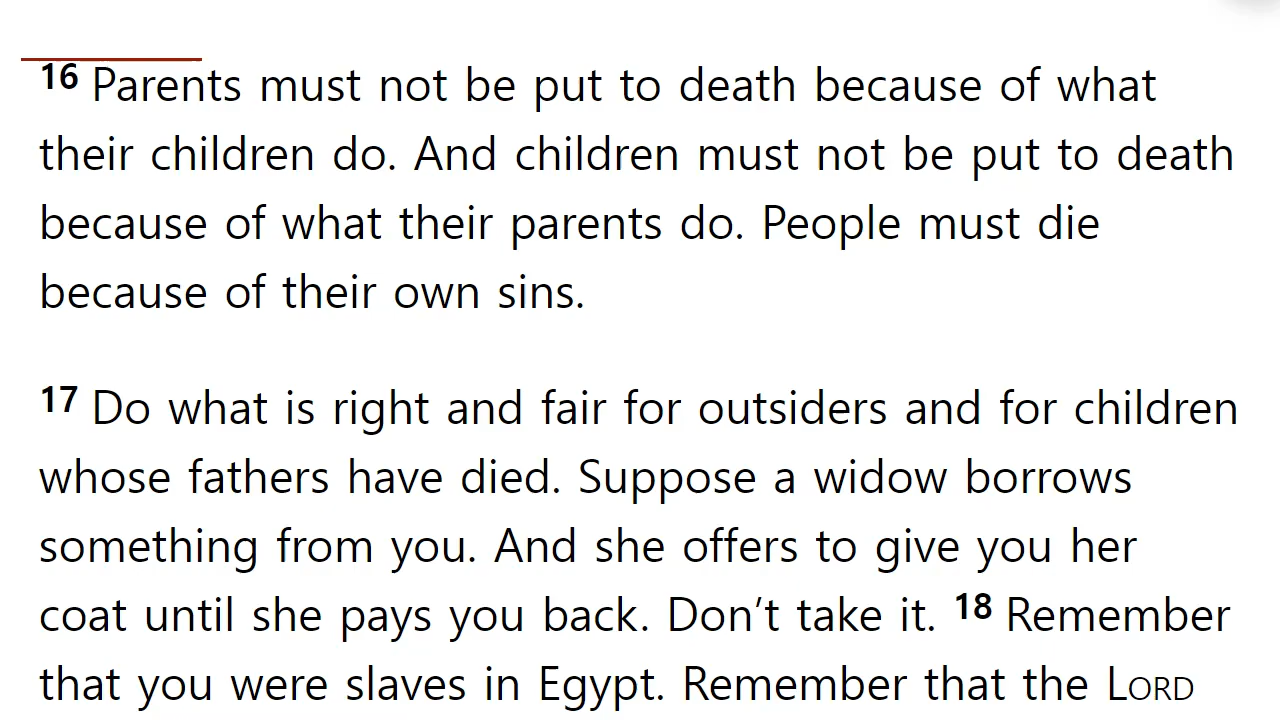 16 Parents must not be put to death because of what
their children do. And children must not be put to death
because of what their parents do. People must die
because of their own sins.
17 Do what is right and fair for outsiders and for children
whose fathers have died. Suppose a widow borrows
something from you. And she offers to give you her
coat until she pays you back. Don’t take it. 18 Remember
that you were slaves in Egypt. Remember that the LORD